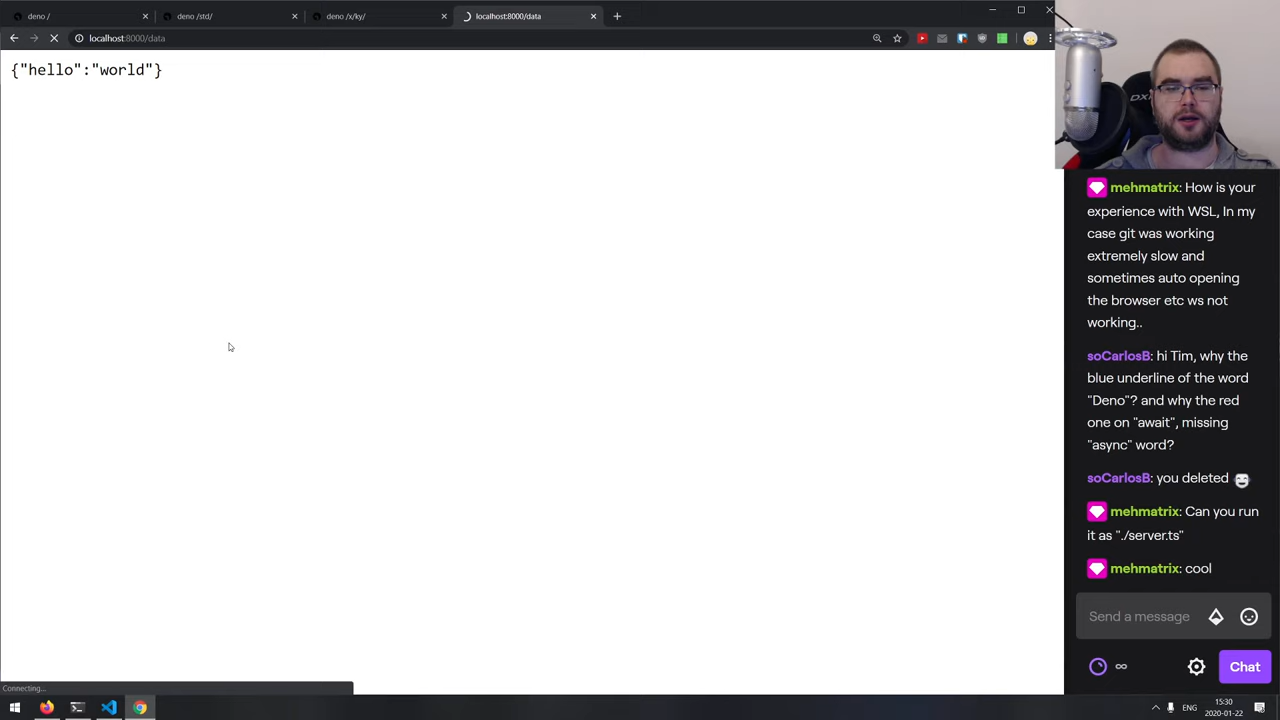 deno /
deno /std/
deno /x/ky/
localhost:8000/data
localhost:8000/data
{"hello":"world"}
mehmatrix: How is your
experience with WSL, In my
case git was working
extremely slow and
sometimes auto opening
the browser etc ws not
working..
soCarlosB: hi Tim, why the
blue underline of the word
"Deno"? and why the red
one on "await", missing
"async" word?
soCarlosB: you deleted
mehmatrix: Can you run
it as "./server.ts"
mehmatrix: cool
Send a message
∞
Chat
Connecting...
ENG
15:30
2020-01-22